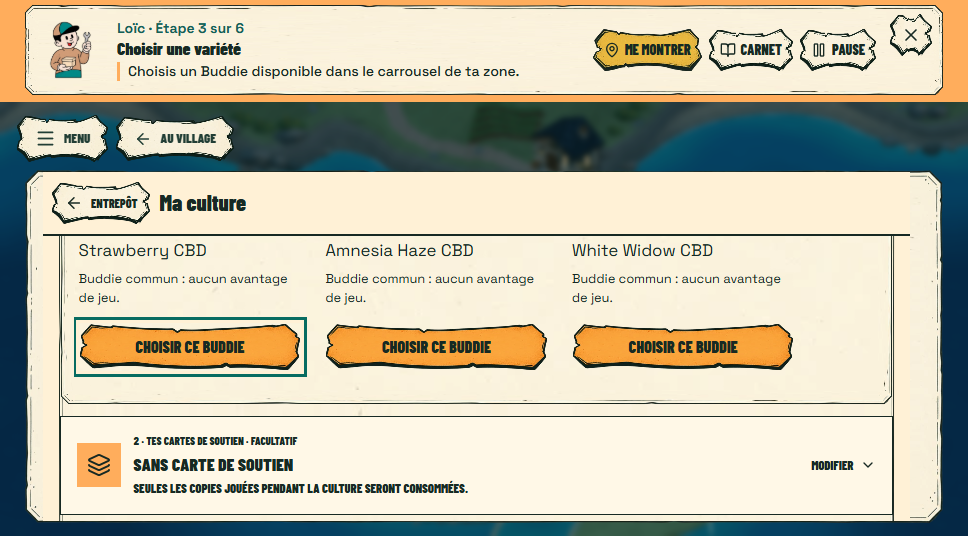 Loïc · Étape 3 sur 6
Choisir une variété
Choisis un Buddie disponible dans le carrousel de ta zone.
ME MONTRER
CARNET
PAUSE
MENU
AU VILLAGE
ENTREPÔT
Ma culture
Strawberry CBD
Buddie commun : aucun avantage
de jeu.
CHOISIR CE BUDDIE
Amnesia Haze CBD
Buddie commun : aucun avantage
de jeu.
CHOISIR CE BUDDIE
White Widow CBD
Buddie commun : aucun avantage
de jeu.
CHOISIR CE BUDDIE
2 · TES CARTES DE SOUTIEN · FACULTATIF
SANS CARTE DE SOUTIEN
SEULES LES COPIES JOUÉES PENDANT LA CULTURE SERONT CONSOMMÉES.
MODIFIER